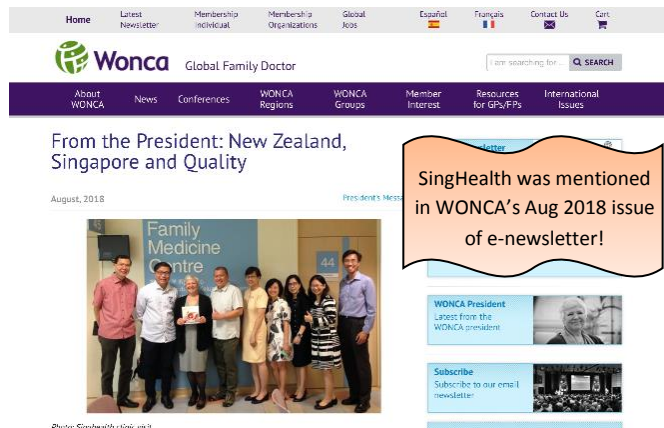 Home
Latest Newsletter
Membership Individual
Membership Organizations
Global Jobs
Español
Français
Contact Us
Cart
Wonca Global Family Doctor
I am searching for ...
SEARCH
About WONCA
News
Conferences
WONCA Regions
WONCA Groups
Member Interest
Resources for GPs/FPs
International Issues
From the President: New Zealand,
Singapore and Quality
August, 2018
President's
SingHealth was mentioned
in WONCA's Aug 2018 issue
of e-newsletter!
Family
Medicine
Centre
44
WONCA President
Latest from the
WONCA president
Subscribe
Subscribe to our email
newsletter
Photo: Singhealth clinic visit